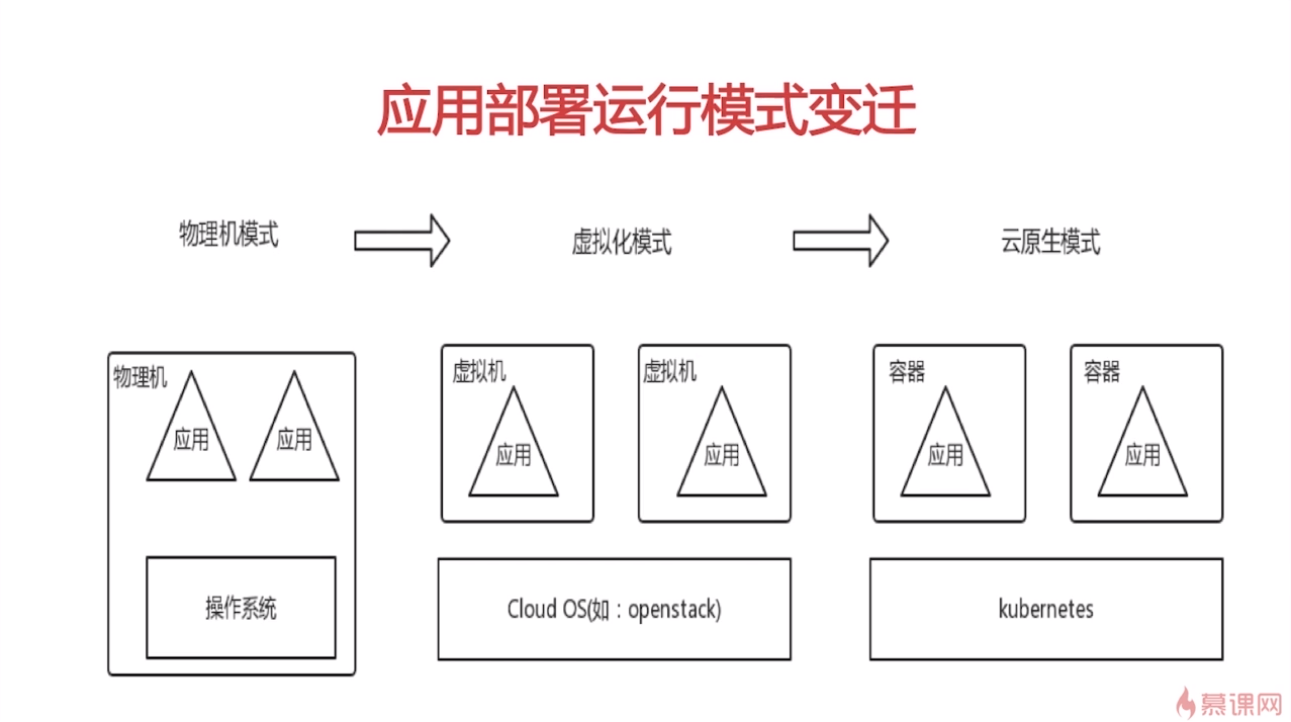 应用部署运行模式变迁
物理机模式
虚拟化模式
云原生模式
物理机
应用
应用
操作系统
虚拟机
应用
虚拟机
应用
Cloud OS(如：openstack)
容器
应用
容器
应用
kubernetes
慕课网